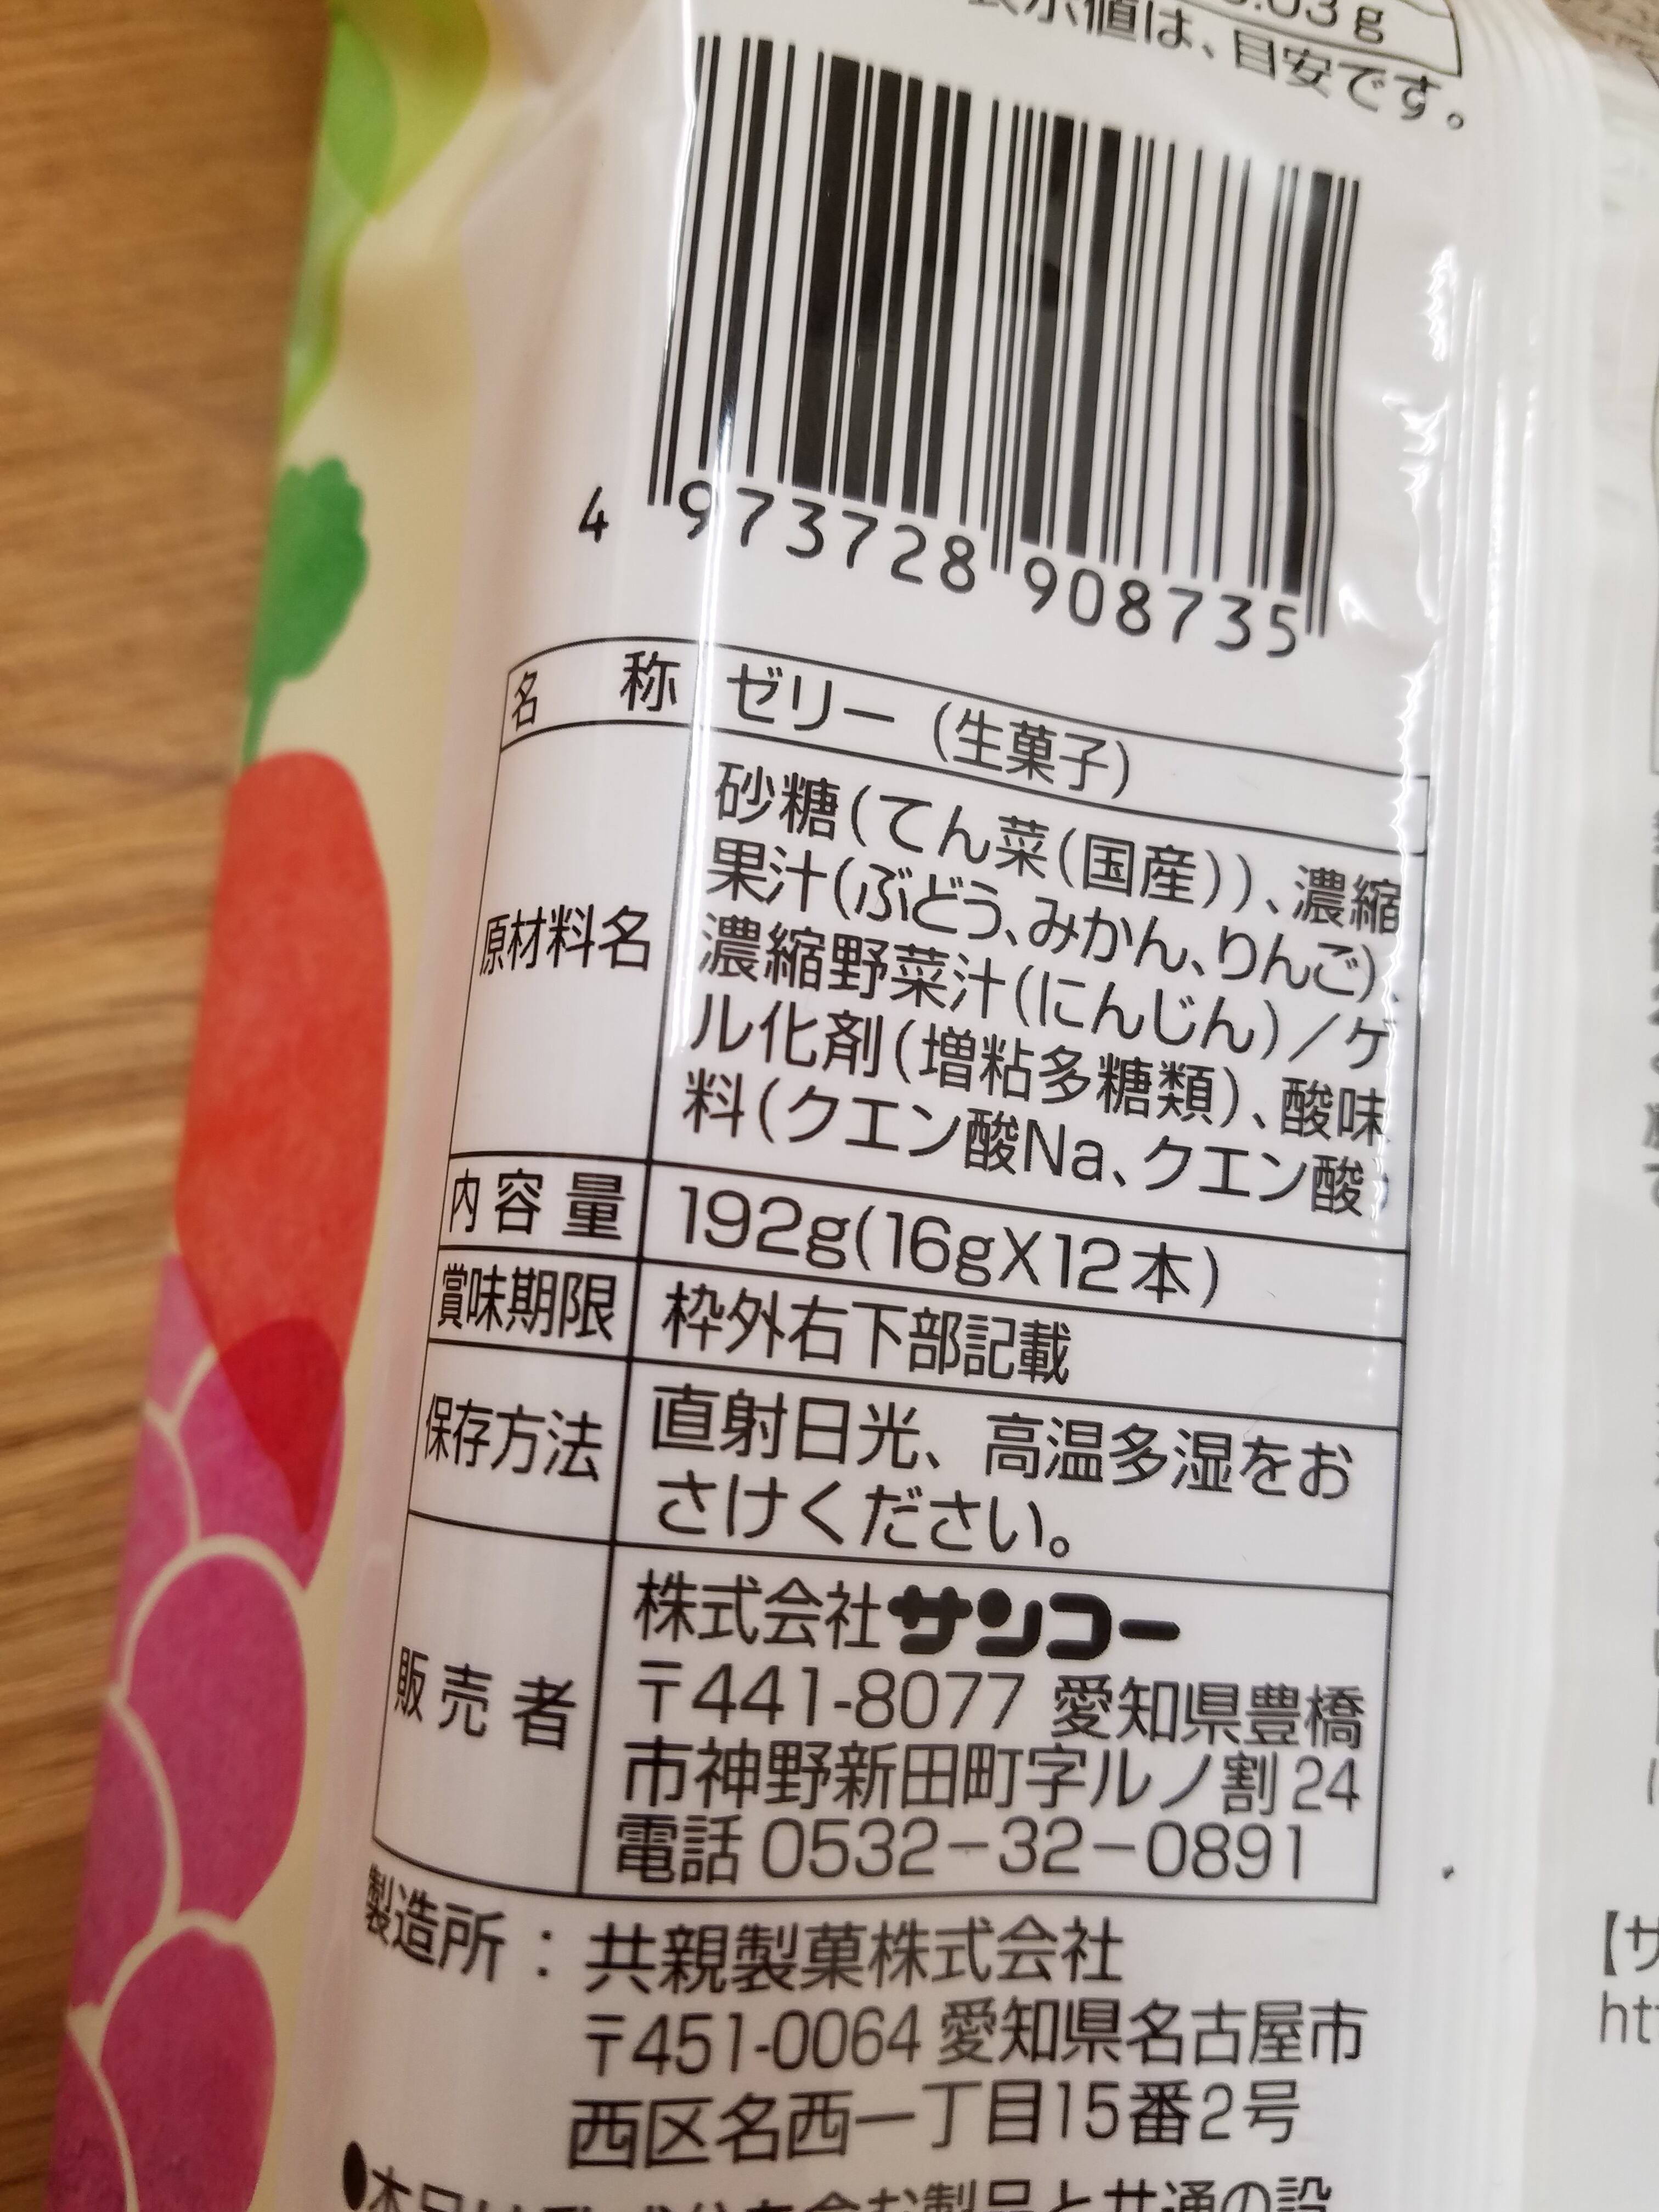 .03g
表示値は、目安です。
4 973728 908735
名称 ゼリー(生菓子)
原材料名 砂糖(てん菜(国産))、濃縮
果汁(ぶどう、みかん、りんご)、
濃縮野菜汁(にんじん)/ゲ
ル化剤(増粘多糖類)、酸味
料(クエン酸Na、クエン酸)
内容量 192g(16gX12本)
賞味期限 枠外右下部記載
保存方法 直射日光、高温多湿をお
さけください。
販売者 株式会社サンコー
〒441-8077 愛知県豊橋
市神野新田町字ルノ割24
電話 0532-32-0891
製造所:共親製菓株式会社
〒451-0064 愛知県名古屋市
西区名西一丁目15番2号
【サ
htt